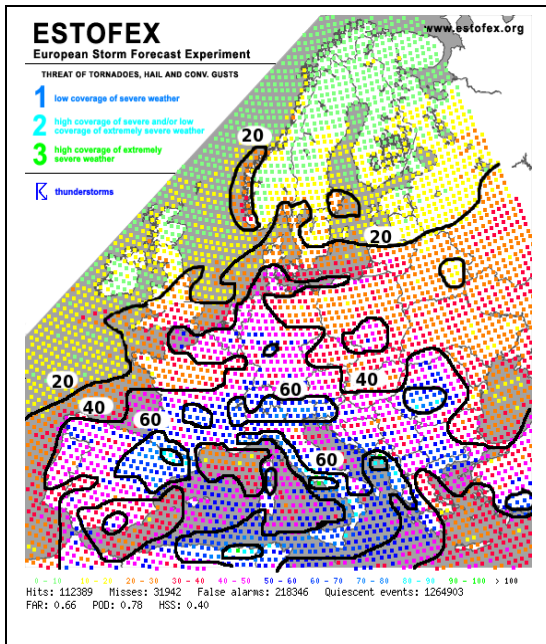 ESTOFEX
www.estofex.org
European Storm Forecast Experiment
THREAT OF TORNADOES, HAIL AND CONV. GUSTS
1 low coverage of severe weather
2 high coverage of severe and/or low
coverage of extremely severe weather
3 high coverage of extremely
severe weather
thunderstorms
20
20
20
40
60
40
60
60
0 - 10 10 - 20 20 - 30 30 - 40 40 - 50 50 - 60 60 - 70 70 - 80 80 - 90 90 - 100 > 100
Hits: 112389 Misses: 31942 False alarms: 218346 Quiescent events: 1264903
FAR: 0.66 POD: 0.78 HSS: 0.40